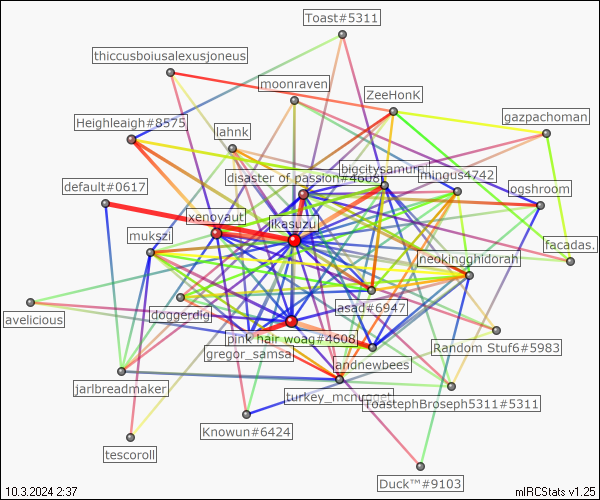 Toast#5311
thiccusboiusalexusjoneus
moonraven
ZeeHonK
gazpachoman
Heighleaigh#8575
lahnk
bigcitysamurai
mingus4742
disaster of passion#4608
default#0617
ogshroom
xenoyaut
ikasuzu
mukszi
facadas.
neokingghidorah
asad#6947
doggerdig
avelicious
pink hair woag#4608
Random Stuf6#5983
gregor_samsa
andnewbees
jarlbreadmaker
turkey_mcnugget
ToastephBroseph5311#5311
Knowun#6424
tescoroll
Duck™#9103
10.3.2024 2:37
mIRCStats v1.25